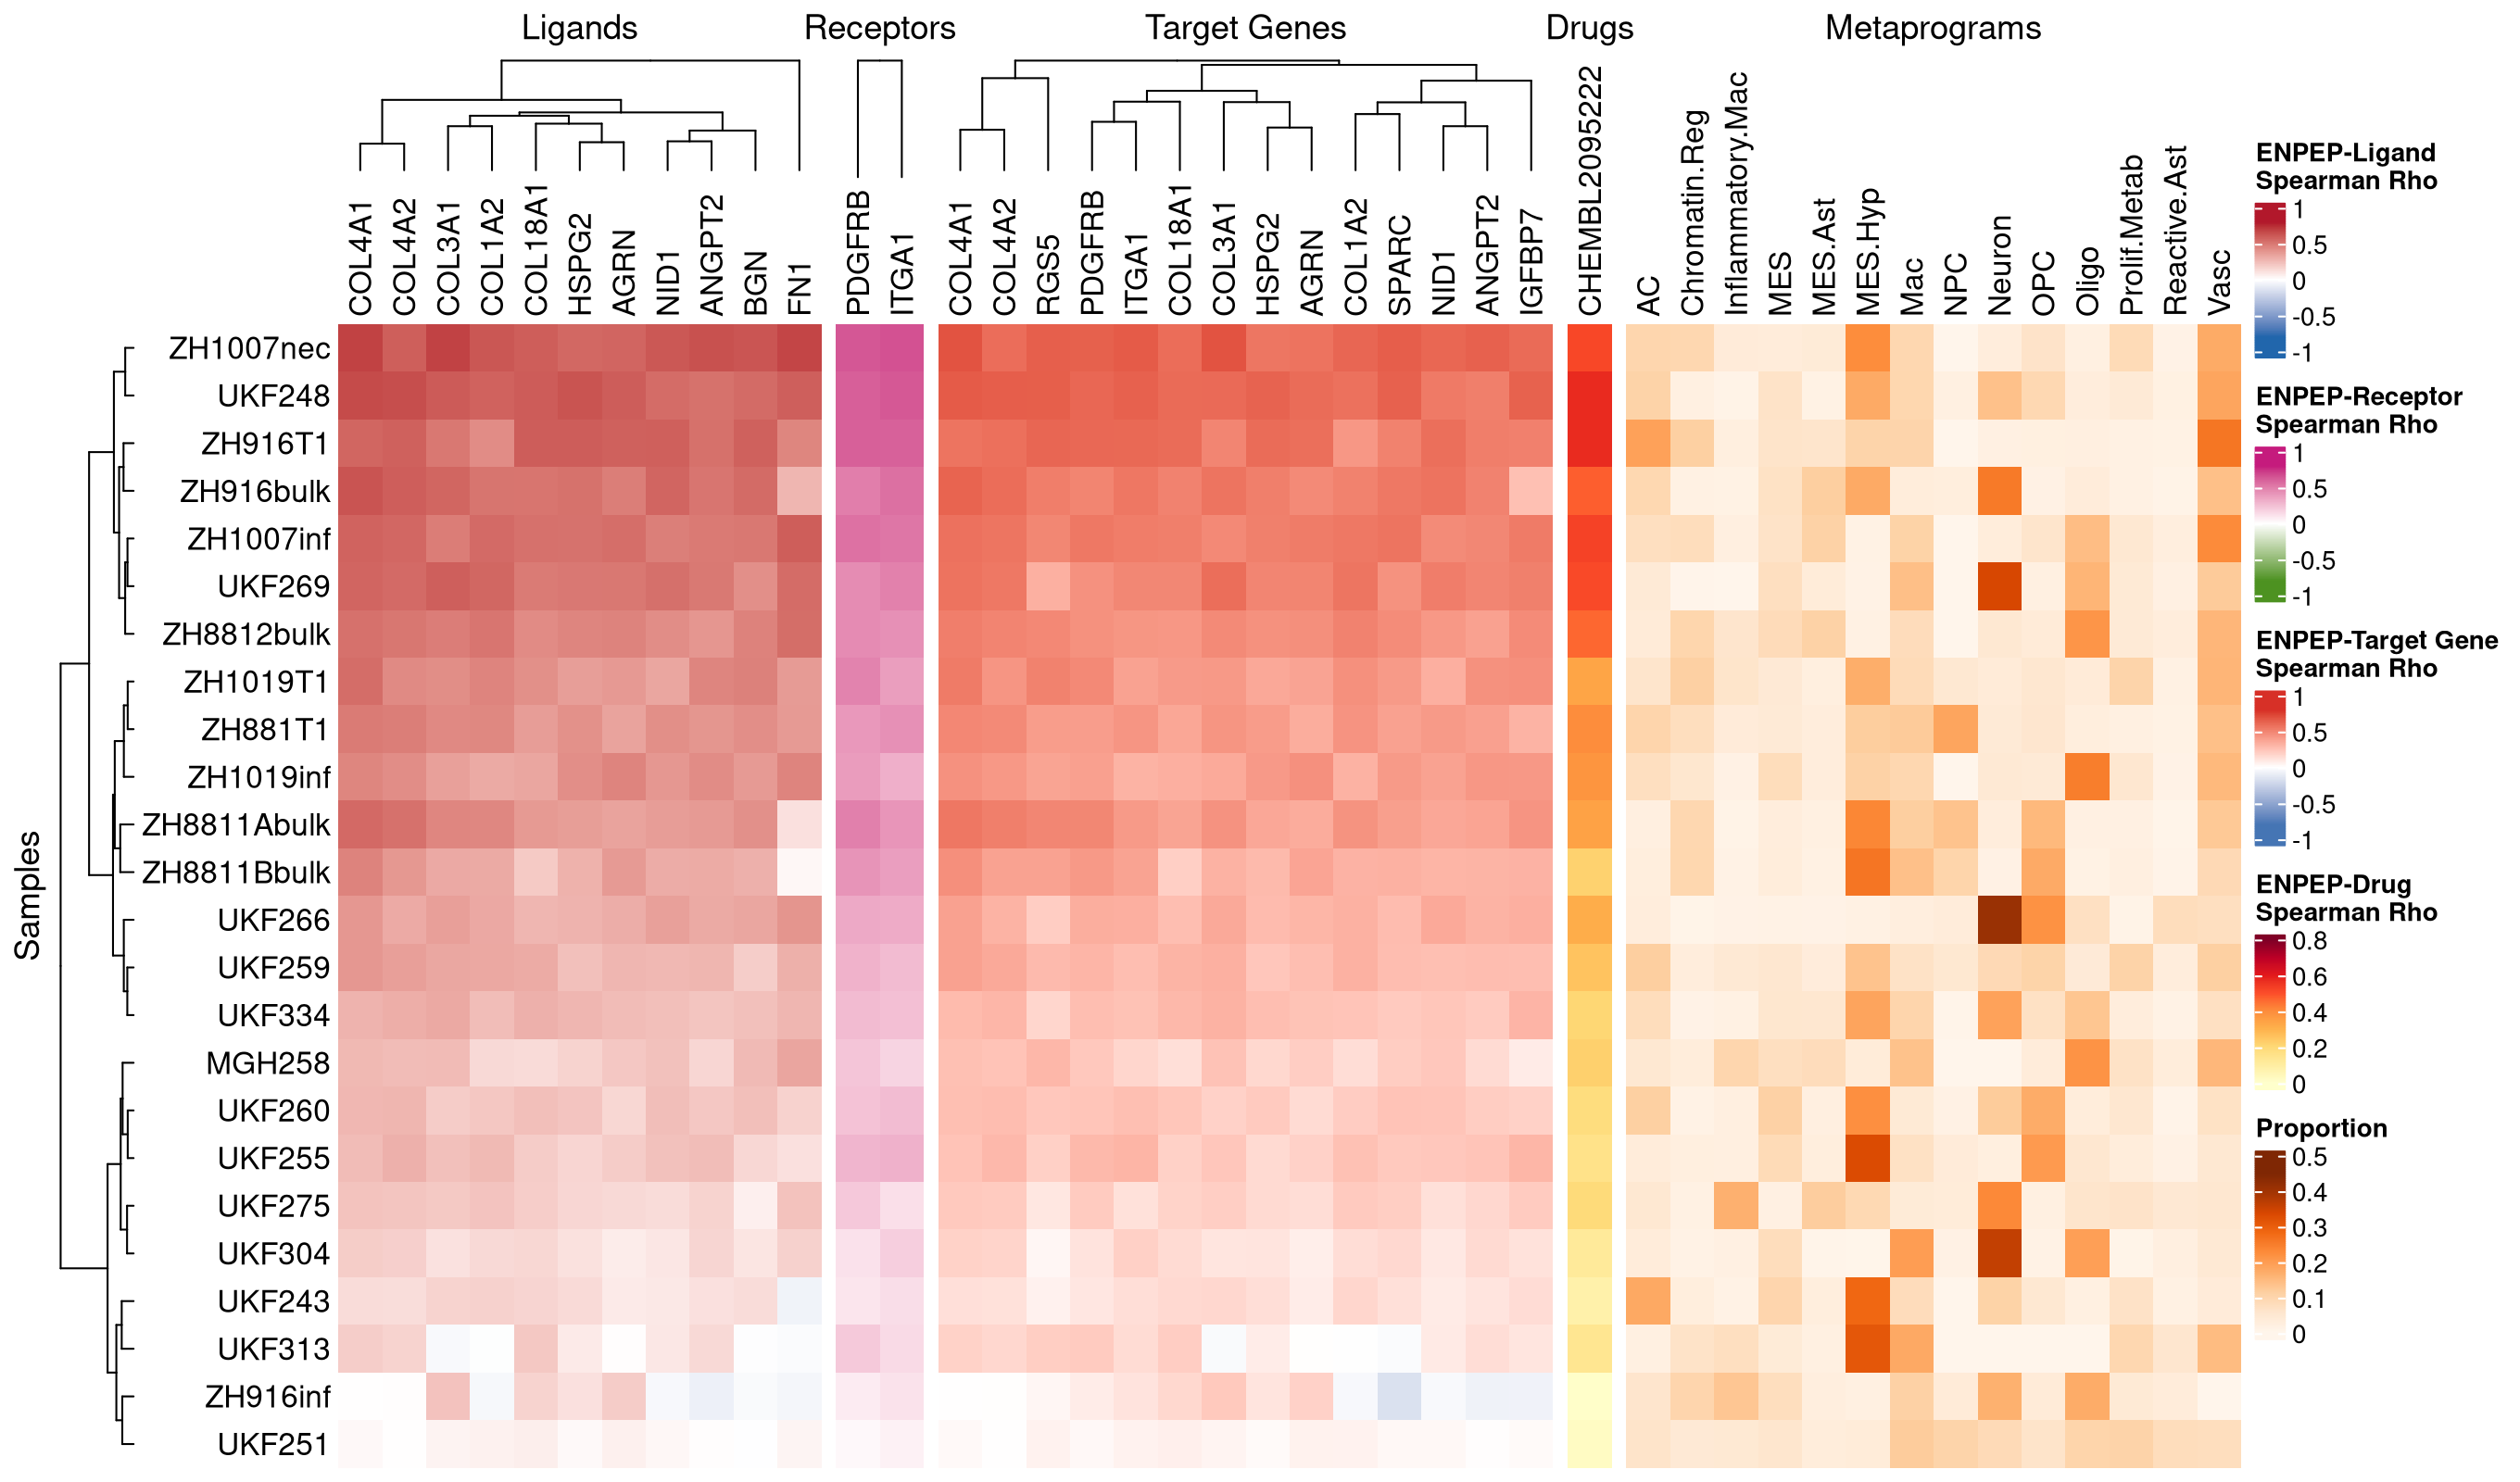 Ligands
Receptors
Target Genes
Drugs
Metaprograms
COL4A1
COL4A2
COL3A1
COL1A2
COL18A1
HSPG2
AGRN
NID1
ANGPT2
BGN
FN1
PDGFRB
ITGA1
COL4A1
COL4A2
RGS5
PDGFRB
ITGA1
COL18A1
COL3A1
HSPG2
AGRN
COL1A2
SPARC
NID1
ANGPT2
IGFBP7
CHEMBL2095222
AC
Chromatin.Reg
Inflammatory.Mac
MES
MES.Ast
MES.Hyp
Mac
NPC
Neuron
OPC
Oligo
Prolif.Metab
Reactive.Ast
Vasc
Samples
ZH1007nec
UKF248
ZH916T1
ZH916bulk
ZH1007inf
UKF269
ZH8812bulk
ZH1019T1
ZH881T1
ZH1019inf
ZH8811Abulk
ZH8811Bbulk
UKF266
UKF259
UKF334
MGH258
UKF260
UKF255
UKF275
UKF304
UKF243
UKF313
ZH916inf
UKF251
ENPEP-Ligand
Spearman Rho
1
0.5
0
-0.5
-1
ENPEP-Receptor
Spearman Rho
1
0.5
0
-0.5
-1
ENPEP-Target Gene
Spearman Rho
1
0.5
0
-0.5
-1
ENPEP-Drug
Spearman Rho
0.8
0.6
0.4
0.2
0
Proportion
0.5
0.4
0.3
0.2
0.1
0